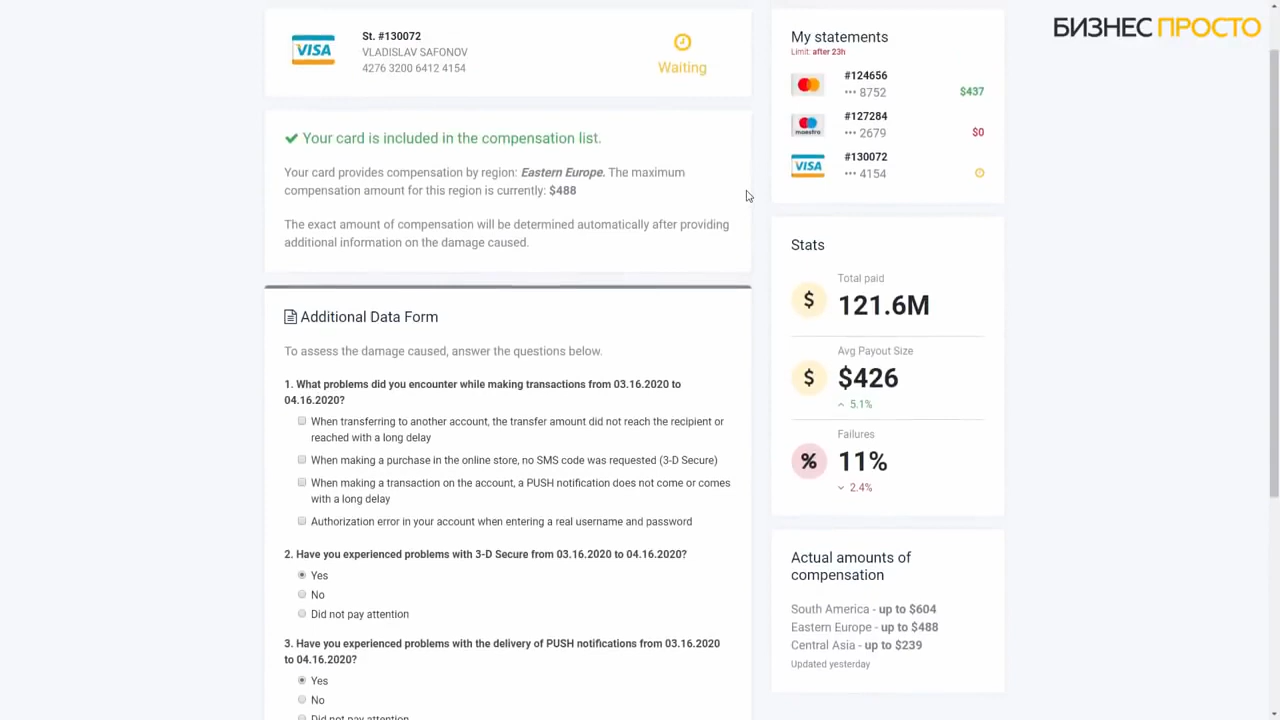 БИЗНЕС ПРОСТО
VISA
St. #130072
VLADISLAV SAFONOV
4276 3200 6412 4154
Waiting
Your card is included in the compensation list.
Your card provides compensation by region: Eastern Europe. The maximum
compensation amount for this region is currently: $488
The exact amount of compensation will be determined automatically after providing
additional information on the damage caused.
Additional Data Form
To assess the damage caused, answer the questions below.
1. What problems did you encounter while making transactions from 03.16.2020 to
04.16.2020?
When transferring to another account, the transfer amount did not reach the recipient or
reached with a long delay
When making a purchase in the online store, no SMS code was requested (3-D Secure)
When making a transaction on the account, a PUSH notification does not come or comes
with a long delay
Authorization error in your account when entering a real username and password
2. Have you experienced problems with 3-D Secure from 03.16.2020 to 04.16.2020?
Yes
No
Did not pay attention
3. Have you experienced problems with the delivery of PUSH notifications from 03.16.2020
to 04.16.2020?
Yes
No
Did not pay attention
My statements
Limit: after 23h
#124656
••• 8752
$437
maestro
#127284
••• 2679
$0
VISA
#130072
••• 4154
Stats
Total paid
$
121.6M
Avg Payout Size
$
$426
5.1%
Failures
%
11%
2.4%
Actual amounts of
compensation
South America - up to $604
Eastern Europe - up to $488
Central Asia - up to $239
Updated yesterday